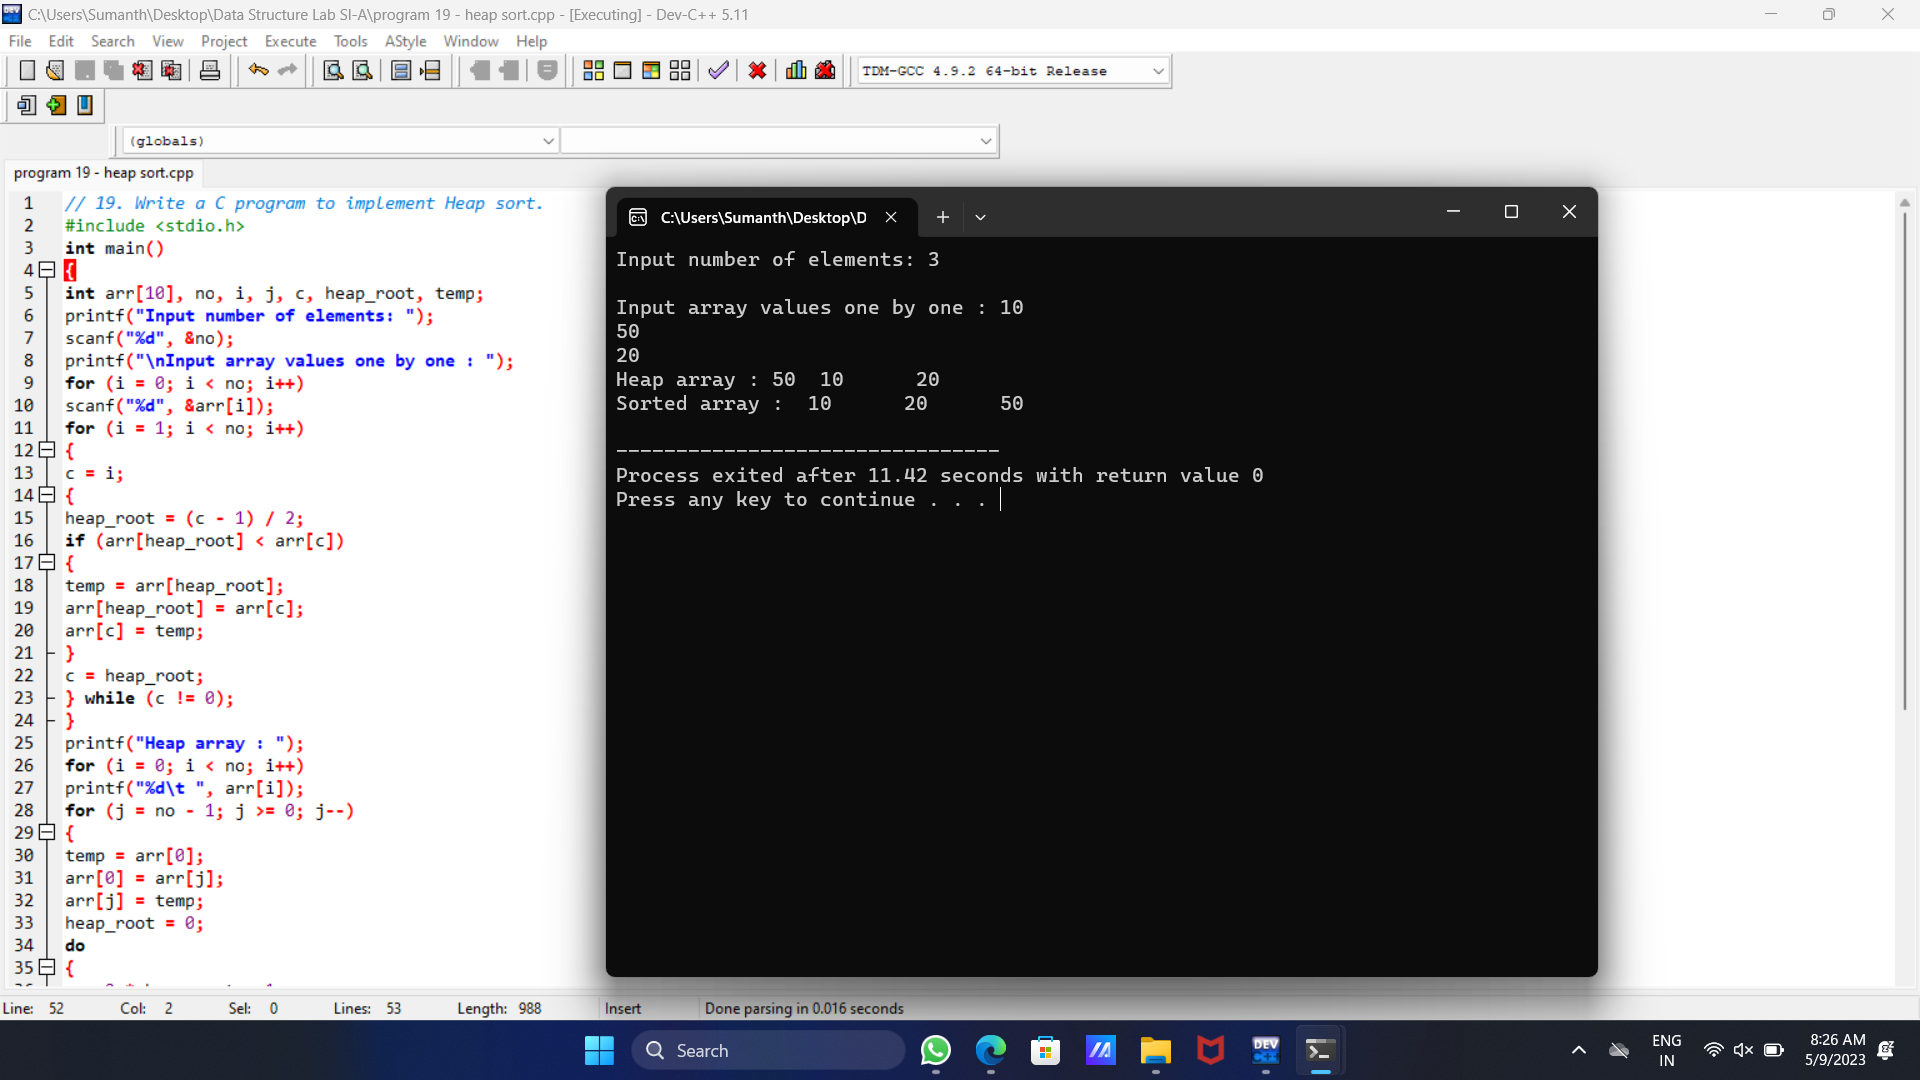 C:\Users\Sumanth\Desktop\Data Structure Lab SI-A\program 19 - heap sort.cpp - [Executing] - Dev-C++ 5.11
File Edit Search View Project Execute Tools AStyle Window Help
TDM-GCC 4.9.2 64-bit Release
(globals)
program 19 - heap sort.cpp
1 // 19. Write a C program to implement Heap sort.
2 #include <stdio.h>
3 int main()
4 {
5 int arr[10], no, i, j, c, heap_root, temp;
6 printf("Input number of elements: ");
7 scanf("%d", &no);
8 printf("\nInput array values one by one : ");
9 for (i = 0; i < no; i++)
10 scanf("%d", &arr[i]);
11 for (i = 1; i < no; i++)
12 {
13 c = i;
14 {
15 heap_root = (c - 1) / 2;
16 if (arr[heap_root] < arr[c])
17 {
18 temp = arr[heap_root];
19 arr[heap_root] = arr[c];
20 arr[c] = temp;
21 }
22 c = heap_root;
23 } while (c != 0);
24 }
25 printf("Heap array : ");
26 for (i = 0; i < no; i++)
27 printf("%d\t ", arr[i]);
28 for (j = no - 1; j >= 0; j--)
29 {
30 temp = arr[0];
31 arr[0] = arr[j];
32 arr[j] = temp;
33 heap_root = 0;
34 do
35 {
C:\Users\Sumanth\Desktop\D
Input number of elements: 3
Input array values one by one : 10
50
20
Heap array : 50 10 20
Sorted array : 10 20 50
--------------------------------
Process exited after 11.42 seconds with return value 0
Press any key to continue . . .
Line: 52 Col: 2 Sel: 0 Lines: 53 Length: 988 Insert Done parsing in 0.016 seconds
Search
DEV C++
ENG
IN
8:26 AM
5/9/2023